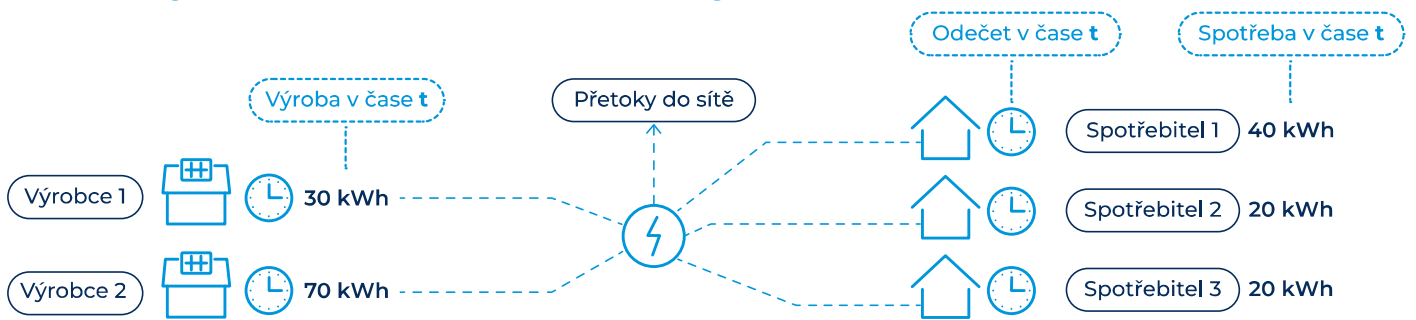 Odečet v čase t
Spotřeba v čase t
Výroba v čase t
Přetoky do sítě
Spotřebitel 1 40 kWh
Výrobce 1 30 kWh
Spotřebitel 2 20 kWh
Výrobce 2 70 kWh
Spotřebitel 3 20 kWh